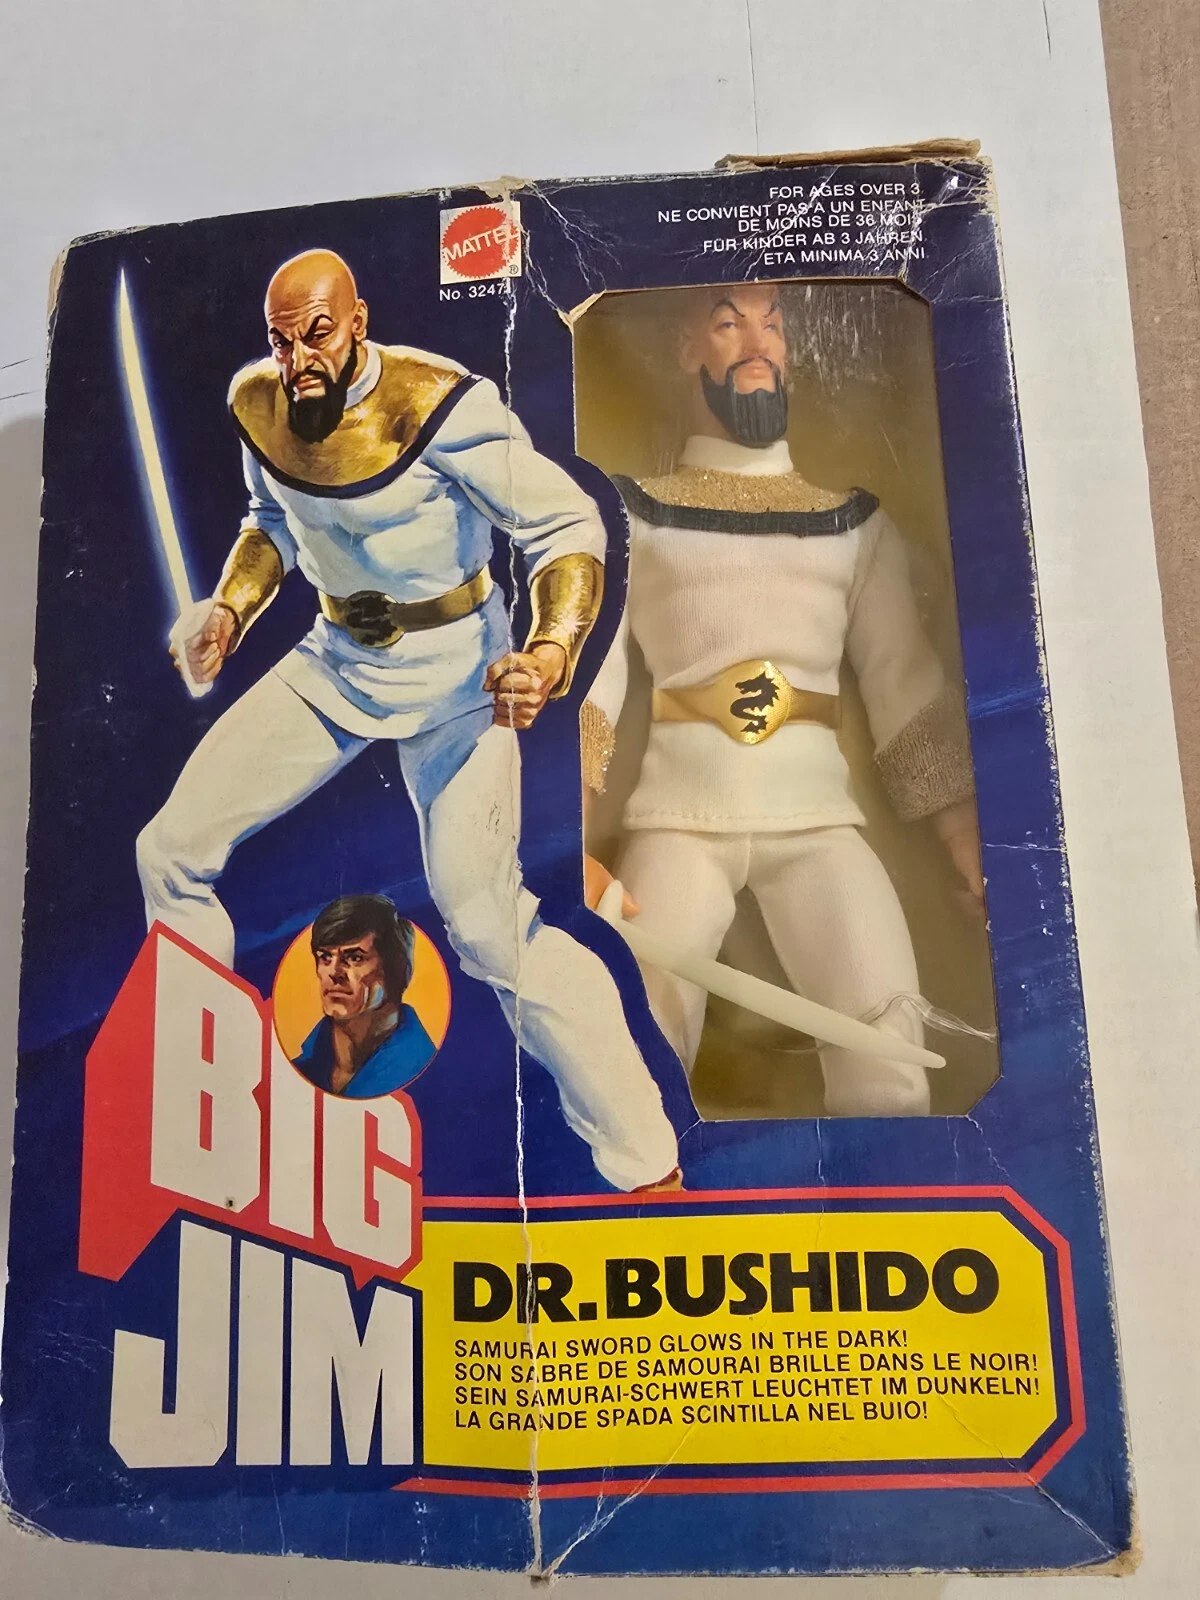 MATTEL
®
No. 3247
FOR AGES OVER 3.
NE CONVIENT PAS A UN ENFANT
DE MOINS DE 36 MOIS
FÜR KINDER AB 3 JAHREN
ETA MINIMA 3 ANNI
BIG
JIM
DR. BUSHIDO
SAMURAI SWORD GLOWS IN THE DARK!
SON SABRE DE SAMOURAI BRILLE DANS LE NOIR!
SEIN SAMURAI-SCHWERT LEUCHTET IM DUNKELN!
LA GRANDE SPADA SCINTILLA NEL BUIO!